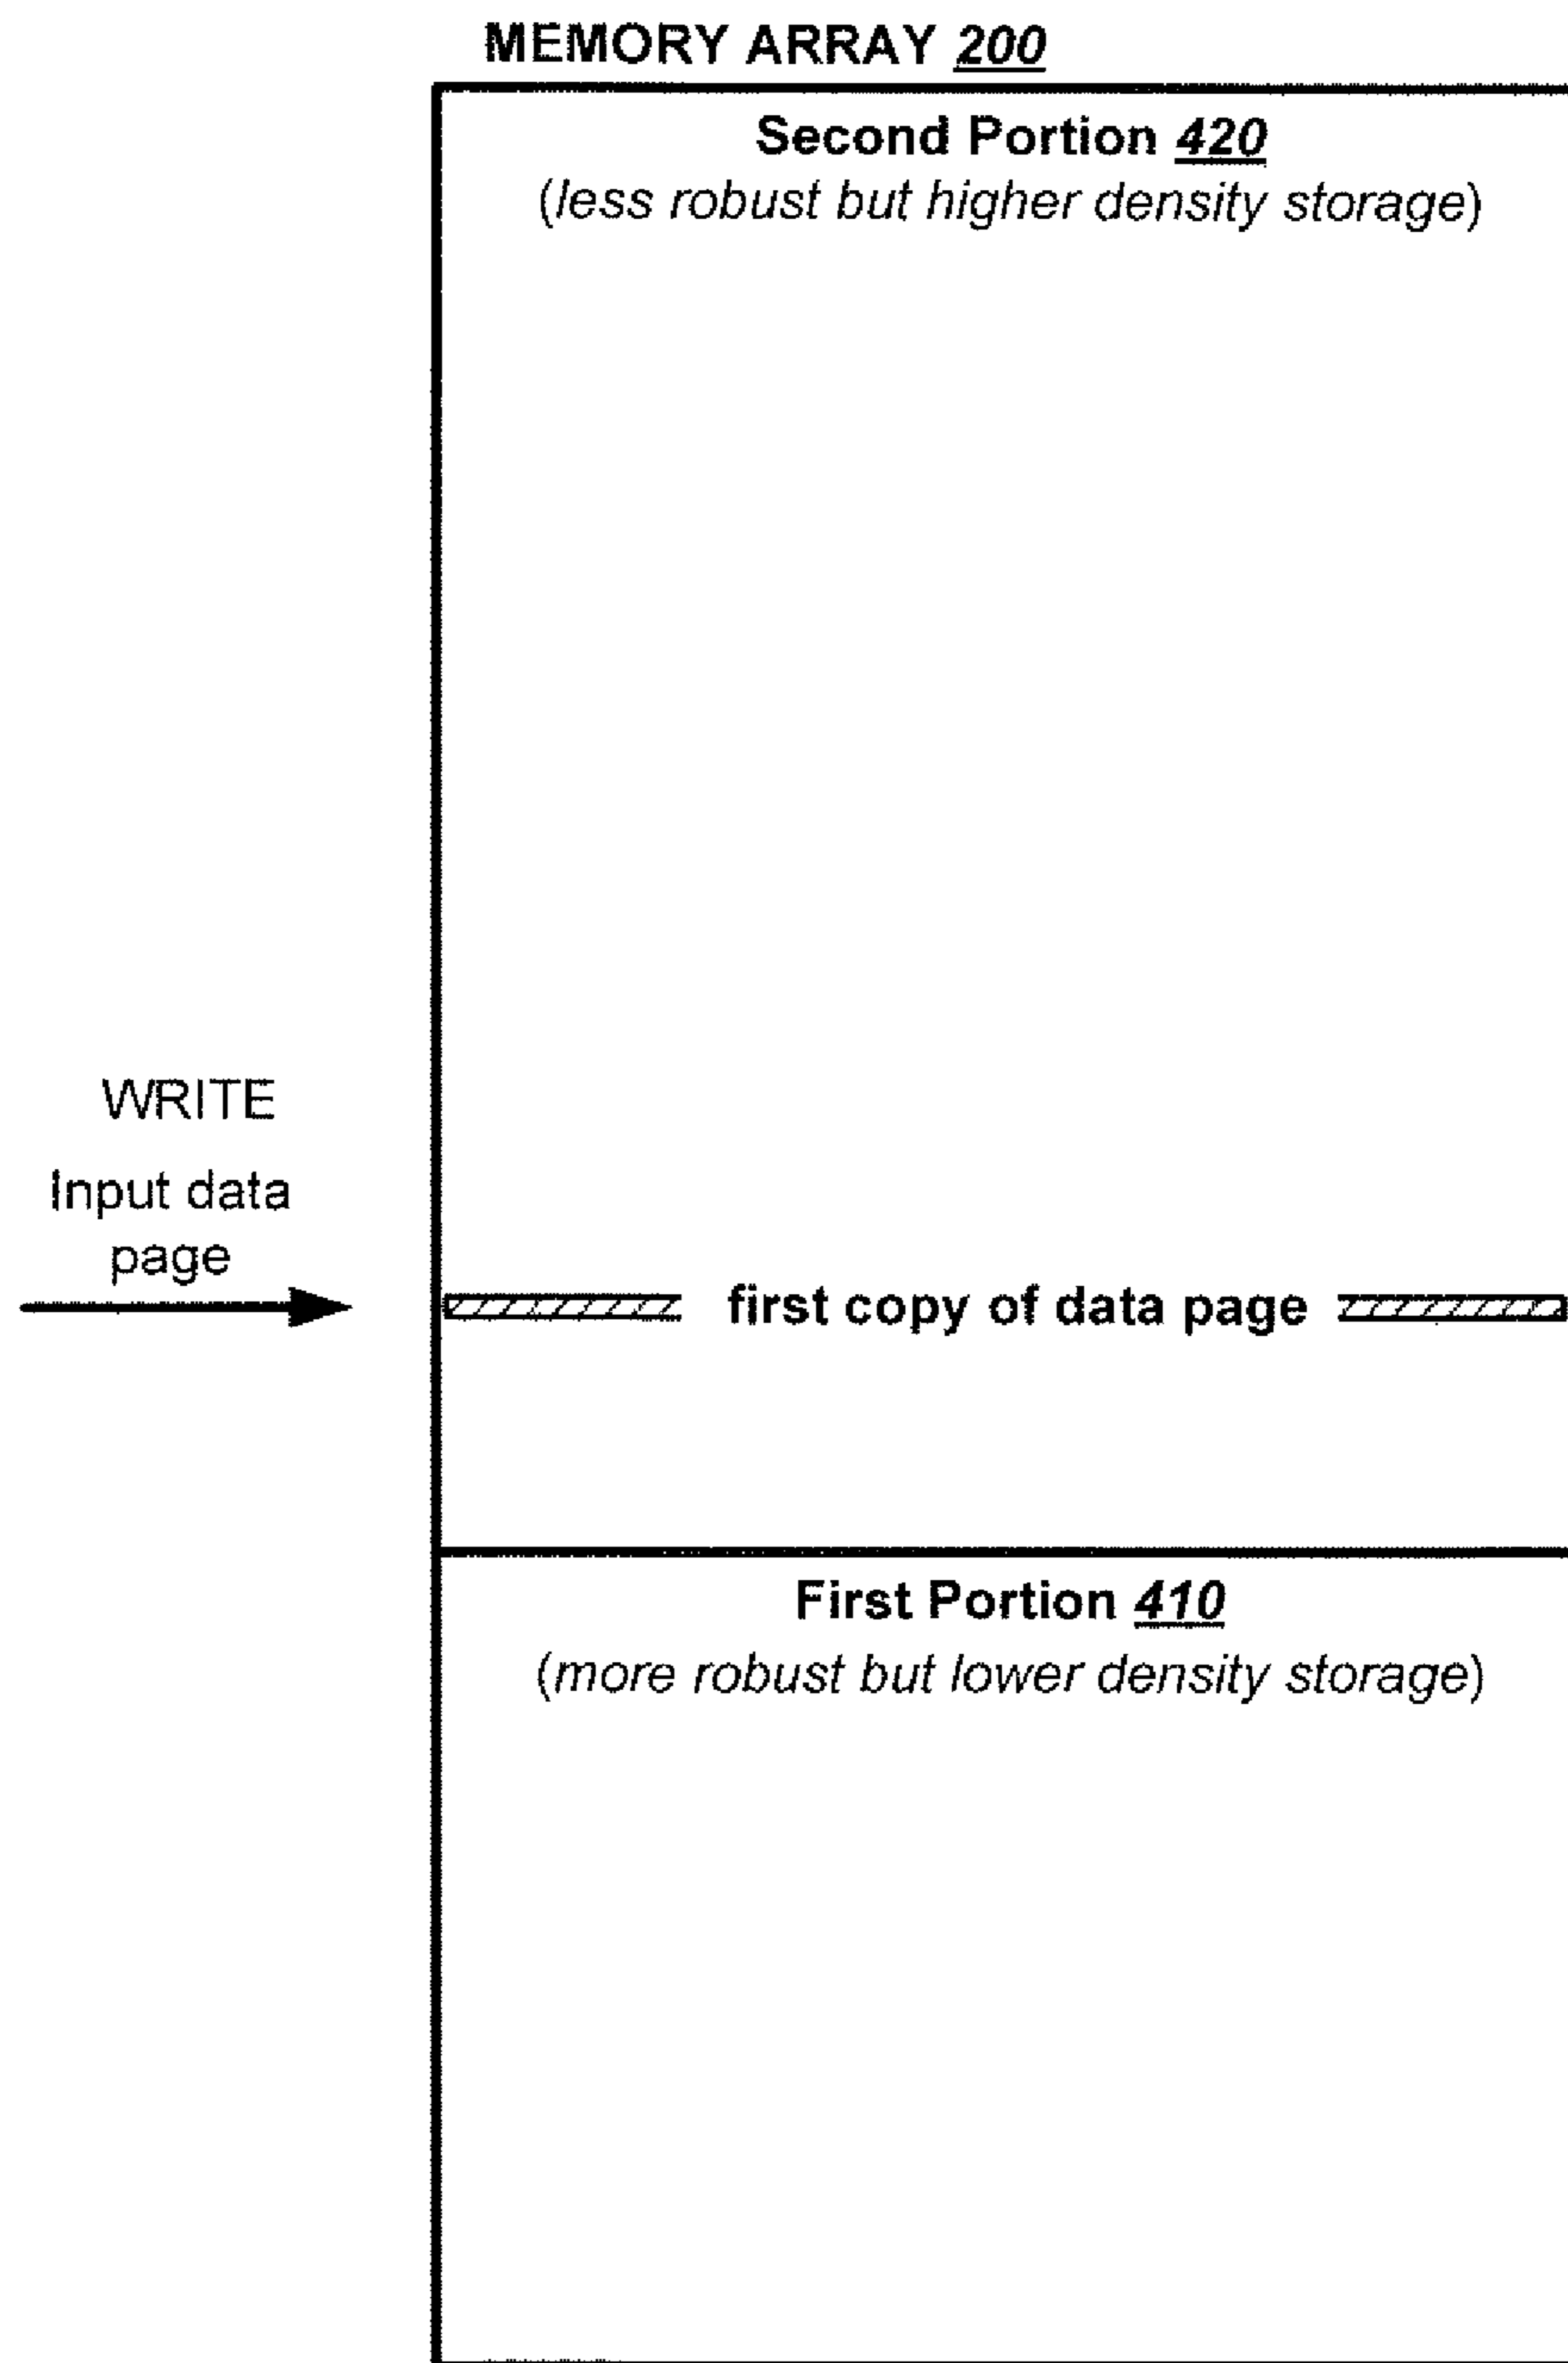 MEMORY ARRAY 200
Second Portion 420
(less robust but higher density storage)
WRITE
Input data
page
first copy of data page
First Portion 410
(more robust but lower density storage)